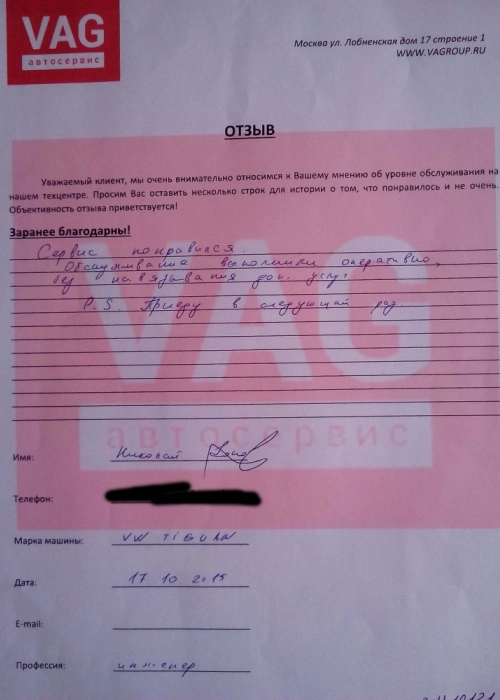 VAG
автосервис
Москва ул. Лобненская дом 17 строение 1
WWW.VAGROUP.RU
ОТЗЫВ
Уважаемый клиент, мы очень внимательно относимся к Вашему мнению об уровне обслуживания на
нашем техцентре. Просим Вас оставить несколько строк для истории о том, что понравилось и не очень.
Объективность отзыва приветствуется!
Заранее благодарны!
Сервис понравился.
Обслуживание выполнили оперативно,
без навязывания доп. услуг.
P.S. Приеду в следующий раз
VAG
автосервис
Имя: Николай
Телефон:
Марка машины: VW TIGUAN
Дата: 17 10 2015
E-mail:
Профессия: инженер